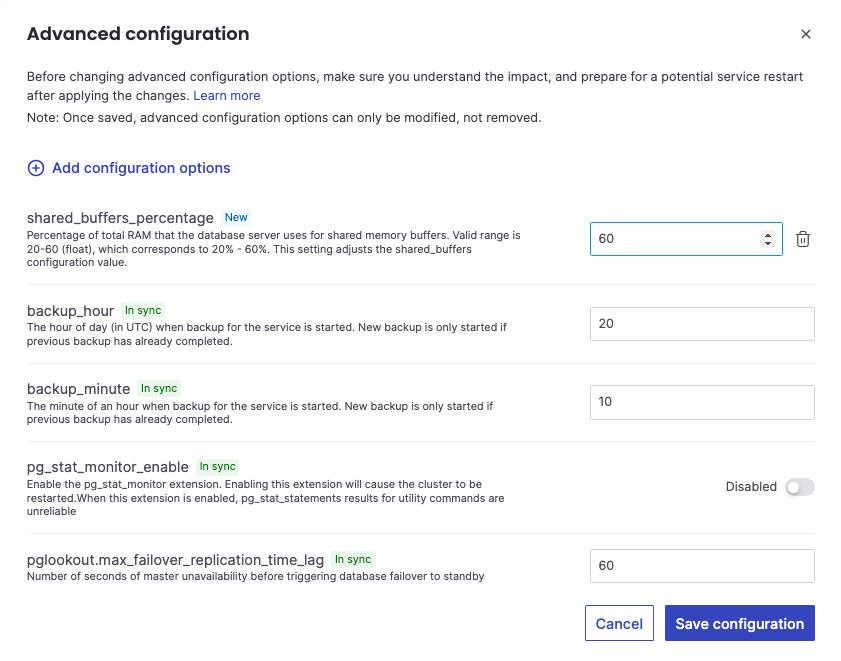 Advanced configuration
Before changing advanced configuration options, make sure you understand the impact, and prepare for a potential service restart
after applying the changes. Learn more
Note: Once saved, advanced configuration options can only be modified, not removed.
Add configuration options
shared_buffers_percentage New
Percentage of total RAM that the database server uses for shared memory buffers. Valid range is
20-60 (float), which corresponds to 20% - 60%. This setting adjusts the shared_buffers
configuration value.
60
backup_hour In sync
The hour of day (in UTC) when backup for the service is started. New backup is only started if
previous backup has already completed.
20
backup_minute In sync
The minute of an hour when backup for the service is started. New backup is only started if
previous backup has already completed.
10
pg_stat_monitor_enable In sync
Enable the pg_stat_monitor extension. Enabling this extension will cause the cluster to be
restarted.When this extension is enabled, pg_stat_statements results for utility commands are
unreliable
Disabled
pglookout.max_failover_replication_time_lag In sync
Number of seconds of master unavailability before triggering database failover to standby
60
Cancel
Save configuration